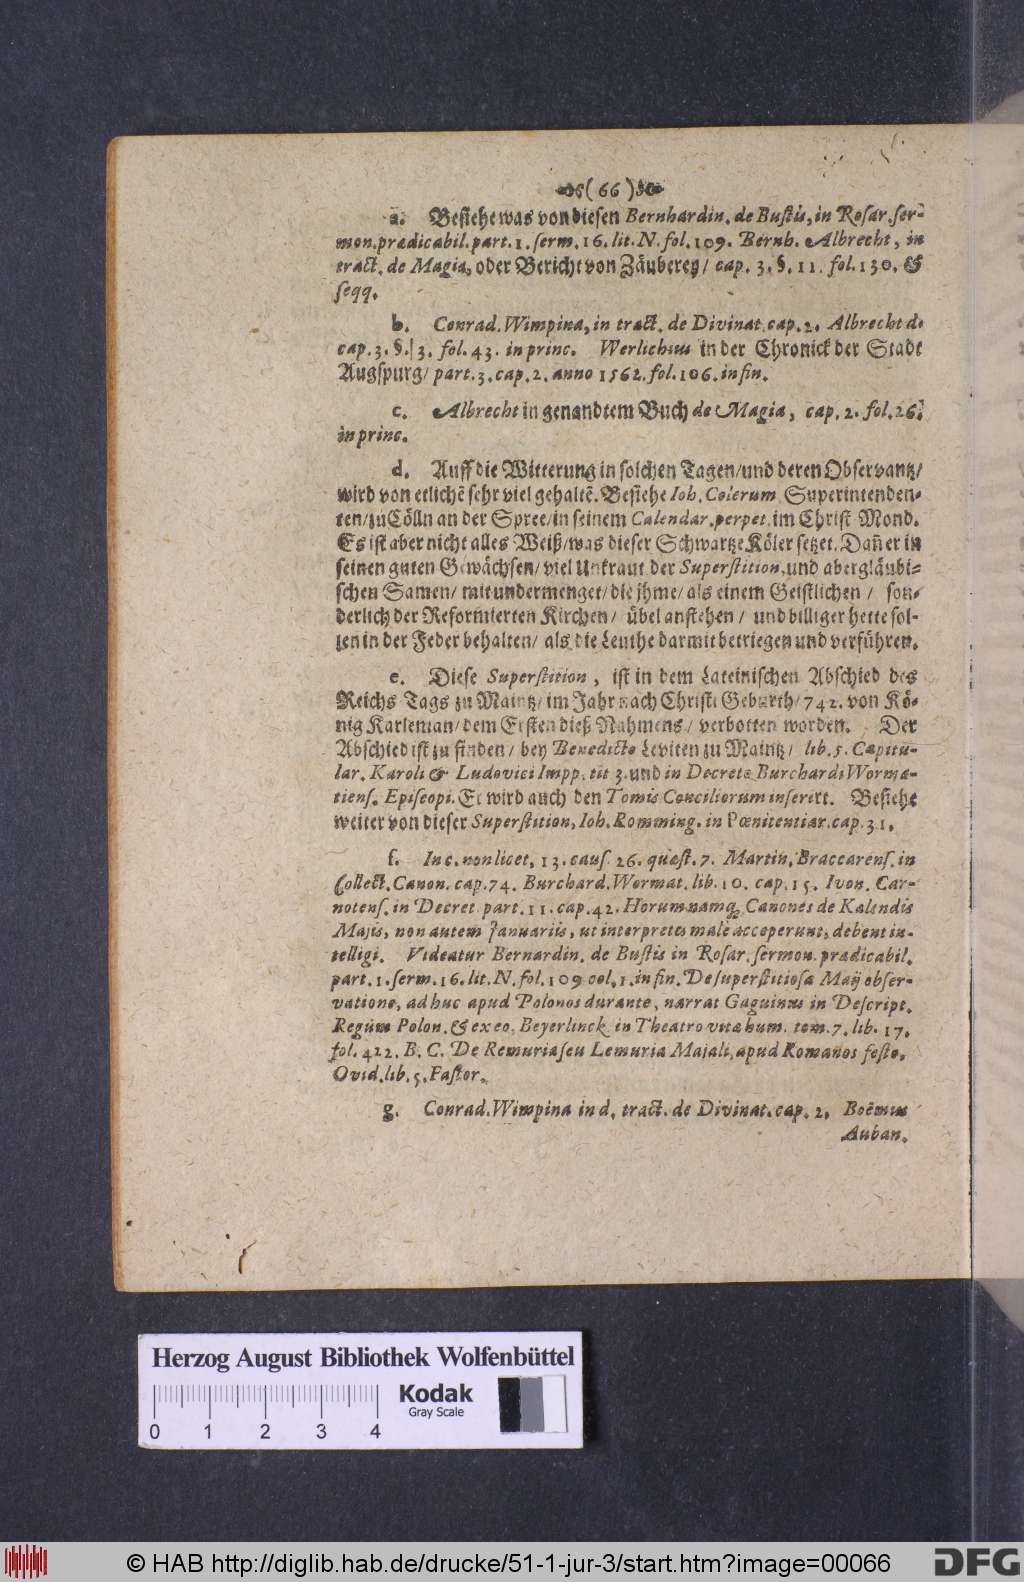 ( 66 )
a. Besiehe was von diesen Bernhardin. de Bustis, in Rosar. ser-
mon. prædicabil. part. 1. serm. 16. lit. N. fol. 109. Bernh. Albrecht, in
tract. de Magia, oder Bericht von Zäuberey/ cap. 3. §. 11. fol. 130. &
seqq.
b. Conrad. Wimpina, in tract. de Divinat. cap. 2. Albrecht d.
cap. 3. §. 3. fol. 43. in princ. Werlichius in der Chronick der Stadt
Augspurg/ part. 3. cap. 2. anno 1562. fol. 106. in fin.
c. Albrecht in genandtem Buch de Magia, cap. 2. fol. 26.
in princ.
d. Auff die Witterung in solchen Tagen/ und deren Observantz/
wird von etlichē sehr viel gehaltē. Besiehe Ioh. Colerum, Superintenden-
ten/ zu Cölln an der Spree/ in seinem Calendar. perpet. im Christ Mond.
Es ist aber nicht alles Weiß/ was dieser Schwartze Köler setzet. Dañ er in
seinen guten Gewächsen/ viel Unkraut der Superstition, und abergläubi-
schen Samen/ mit undermenget/ die jhme/ als einem Geistlichen / son-
derlich der Reformierten Kirchen/ übel anstehen / und billiger hette sol-
len in der Feder behalten/ als die Leuthe darmit betriegen und verführen.
e. Diese Superstition, ist in dem Lateinischen Abschied des
Reichs Tags zu Maintz/ im Jahr nach Christi Geburth/ 742. von Kö-
nig Karleman/ dem Ersten dieß Nahmens/ verbotten worden. Der
Abschied ist zu finden/ bey Benedicto Leviten zu Maintz/ lib. 5. Capitu-
lar. Karoli & Ludovici Impp. tit 3. und in Decreto Burchardi Worma-
tiens. Episcopi. Er wird auch den Tomis Conciliorum inserirt. Besiehe
weiter von dieser Superstition, Ioh. Romming. in Pœnitentiar. cap. 31.
f. In c. non licet, 13. caus. 26. quæst. 7. Martin. Braccarens. in
Collect. Canon. cap. 74. Burchard. Wormat. lib. 10. cap. 15. Ivon. Car-
notens. in Decret. part. 11. cap. 42. Horum namq; Canones de Kalendis
Majis, non autem Januariis, ut interpretes malè acceperunt, debent in-
telligi. Videatur Bernardin. de Bustis in Rosar. sermon. prædicabil.
part. 1. serm. 16. lit. N. fol. 109 col. 1. in fin. De superstitiosa Maij obser-
vatione, adhuc apud Polonos durante, narrat Gaguinus in Descript.
Regum Polon. & ex eo, Beyerlinck in Theatro vitæ hum. tom. 7. lib. 17.
fol. 422. B. C. De Remuria seu Lemuria Majali, apud Romanos festo,
Ovid. lib. 5. Fastor.
g. Conrad. Wimpina in d. tract. de Divinat. cap. 2. Boëmus
Auban.
Herzog August Bibliothek Wolfenbüttel
Kodak
Gray Scale
0 1 2 3 4
© HAB http://diglib.hab.de/drucke/51-1-jur-3/start.htm?image=00066
DFG